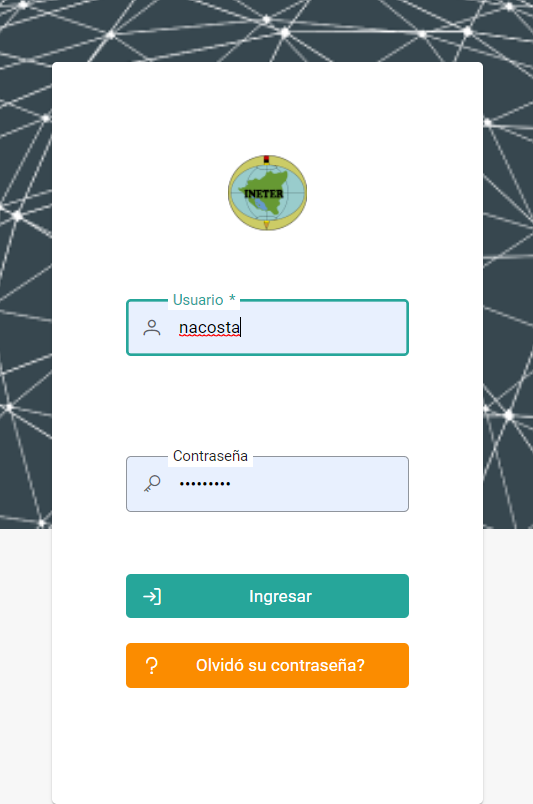 INETER
Usuario *
nacosta
Contraseña
•••••••••
Ingresar
Olvidó su contraseña?